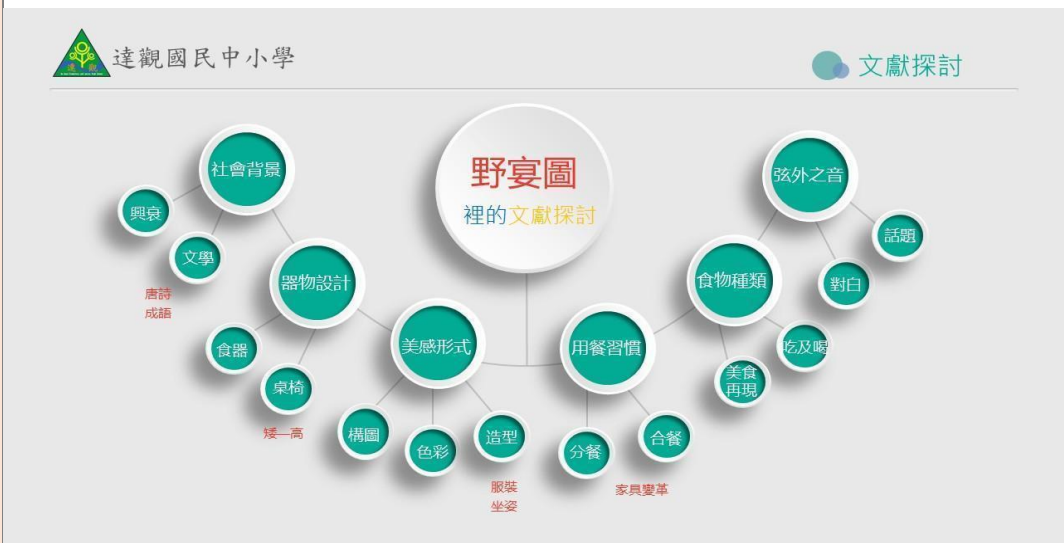 達觀國民中小學
文獻探討
野宴圖
裡的文獻探討
社會背景
興衰
文學
唐詩
成語
器物設計
食器
桌椅
矮—高
美感形式
構圖
色彩
造型
服裝
坐姿
用餐習慣
分餐
合餐
家具變革
食物種類
美食
再現
吃及喝
弦外之音
對白
話題